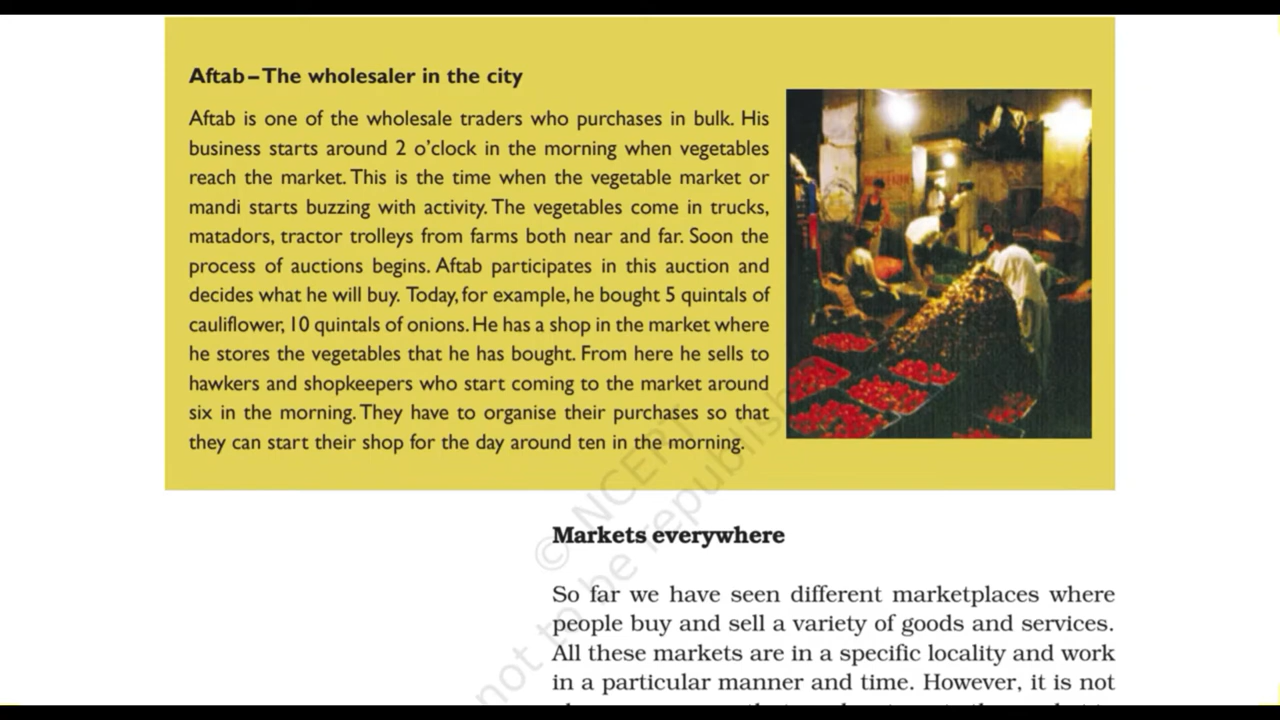 Aftab – The wholesaler in the city
Aftab is one of the wholesale traders who purchases in bulk. His
business starts around 2 o'clock in the morning when vegetables
reach the market. This is the time when the vegetable market or
mandi starts buzzing with activity. The vegetables come in trucks,
matadors, tractor trolleys from farms both near and far. Soon the
process of auctions begins. Aftab participates in this auction and
decides what he will buy. Today, for example, he bought 5 quintals of
cauliflower, 10 quintals of onions. He has a shop in the market where
he stores the vegetables that he has bought. From here he sells to
hawkers and shopkeepers who start coming to the market around
six in the morning. They have to organise their purchases so that
they can start their shop for the day around ten in the morning.
© NCERT
not to be republish
Markets everywhere
So far we have seen different marketplaces where
people buy and sell a variety of goods and services.
All these markets are in a specific locality and work
in a particular manner and time. However, it is not